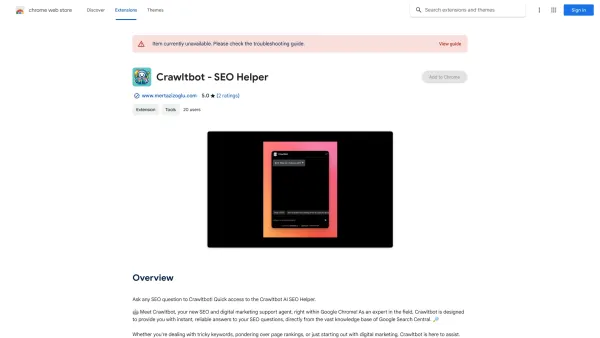 chrome web store Discover Extensions Themes Search extensions and themes Sign in
Item currently unavailable. Please check the troubleshooting guide. View guide
Crawltbot - SEO Helper Add to Chrome
www.mertazizoglu.com 5.0 ★ (2 ratings)
Extension Tools 20 users
Overview
Ask any SEO question to Crawltbot! Quick access to the Crawltbot AI SEO Helper.
🤖 Meet Crawltbot, your new SEO and digital marketing support agent, right within Google Chrome! As an expert in the field, Crawltbot is designed
to provide you with instant, reliable answers to your SEO questions, directly from the vast knowledge base of Google Search Central. 🔎
Whether you're dealing with tricky keywords, pondering over page rankings, or just starting out with digital marketing, Crawltbot is here to assist.